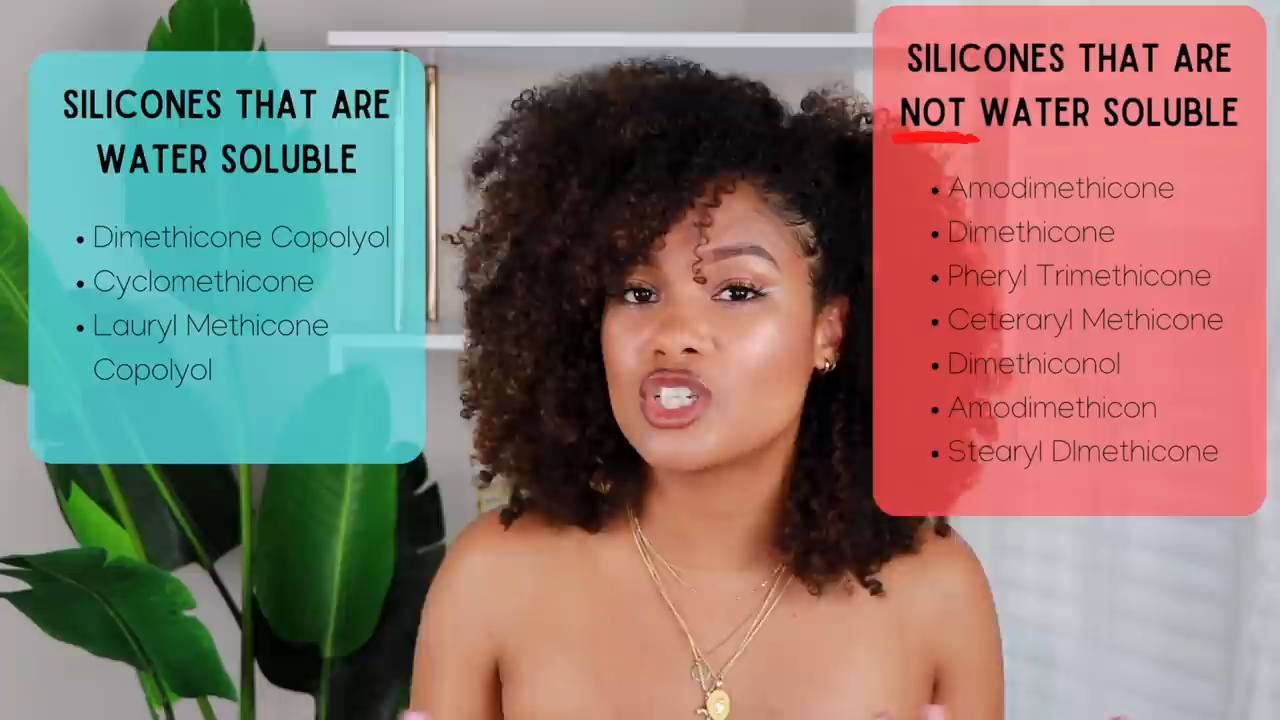 SILICONES THAT ARE
WATER SOLUBLE
• Dimethicone Copolyol
• Cyclomethicone
• Lauryl Methicone
Copolyol
SILICONES THAT ARE
NOT WATER SOLUBLE
• Amodimethicone
• Dimethicone
• Pheryl Trimethicone
• Ceteraryl Methicone
• Dimethiconol
• Amodimethicon
• Stearyl DImethicone